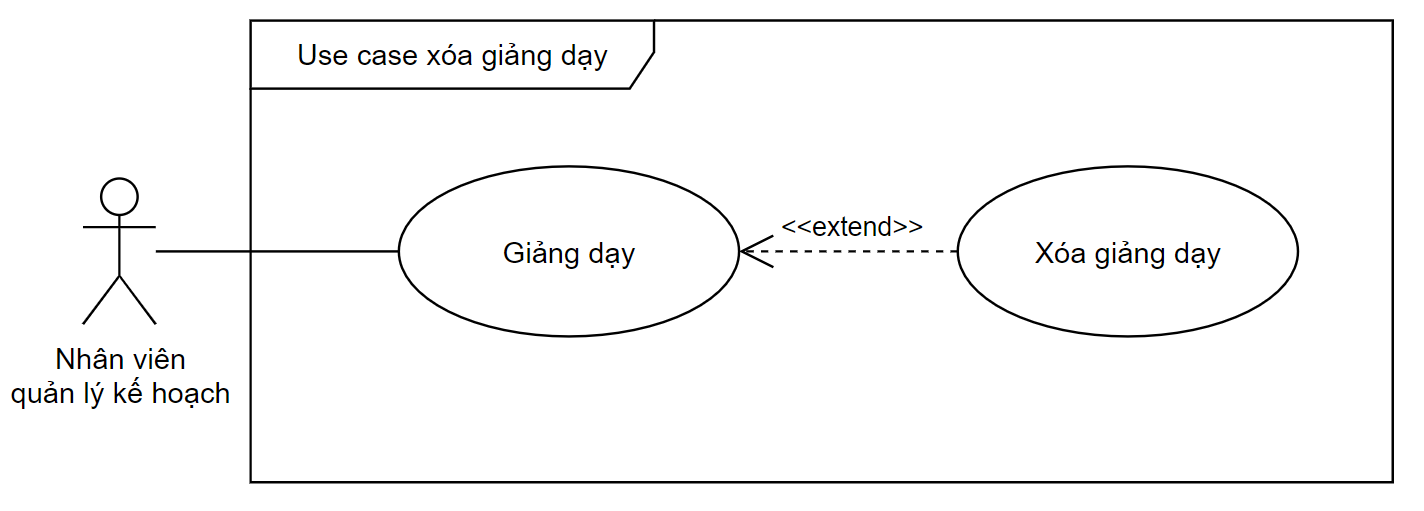 Use case xóa giảng dạy
<<extend>>
Giảng dạy
Xóa giảng dạy
Nhân viên
quản lý kế hoạch